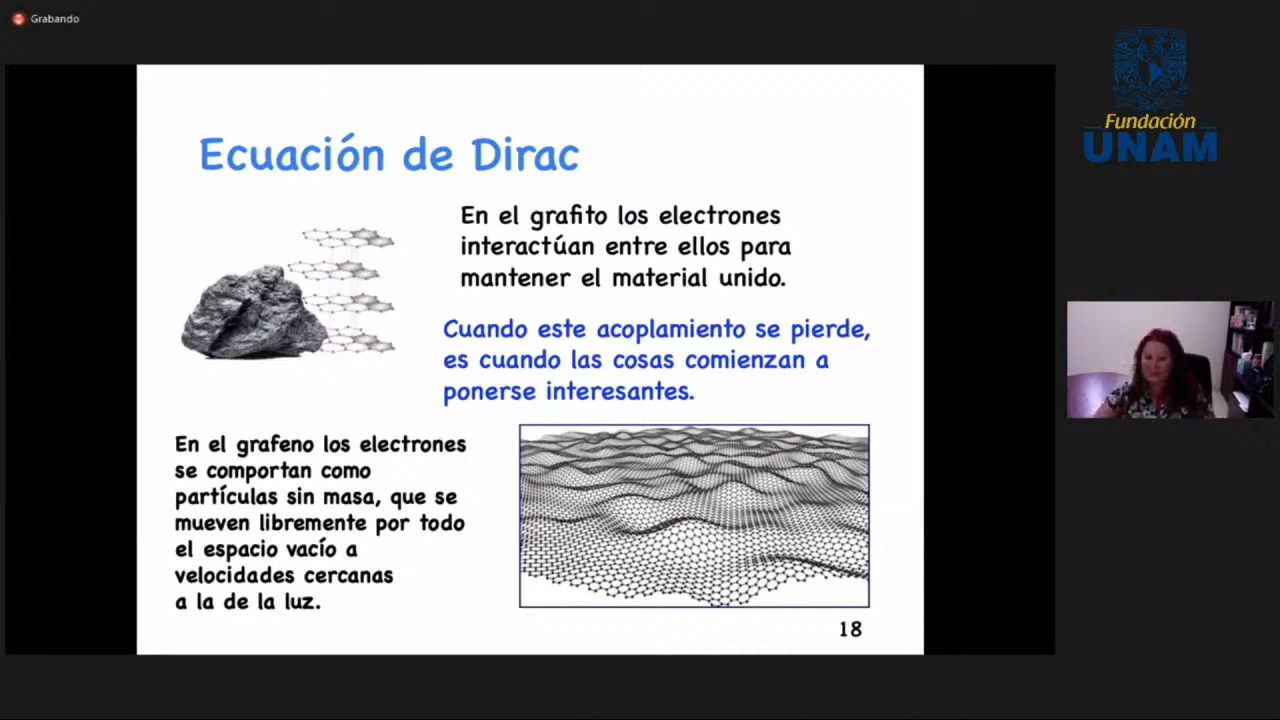 Grabando
Fundación
UNAM
Ecuación de Dirac
En el grafito los electrones
interactúan entre ellos para
mantener el material unido.
Cuando este acoplamiento se pierde,
es cuando las cosas comienzan a
ponerse interesantes.
En el grafeno los electrones
se comportan como
partículas sin masa, que se
mueven libremente por todo
el espacio vacío a
velocidades cercanas
a la de la luz.
18